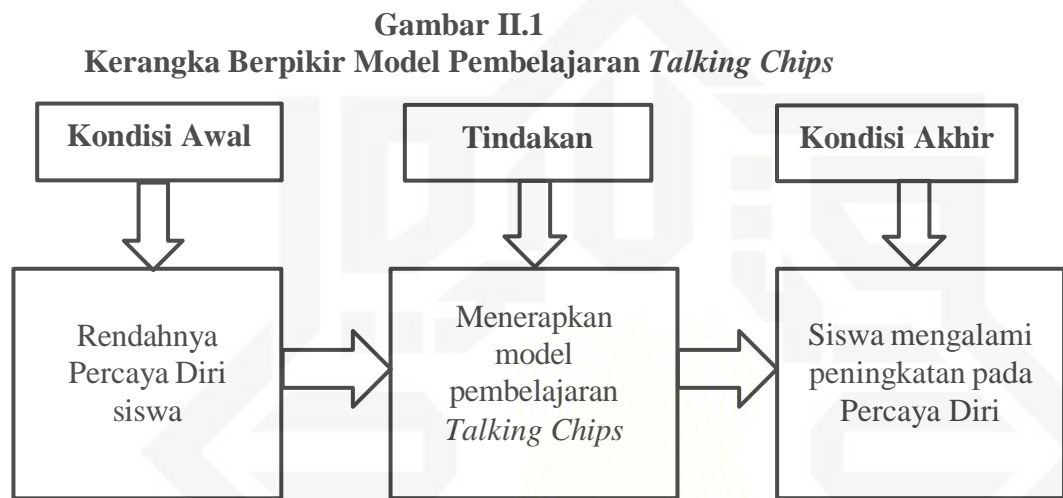 Gambar II.1
Kerangka Berpikir Model Pembelajaran Talking Chips
Kondisi Awal
Tindakan
Kondisi Akhir
Rendahnya
Percaya Diri
siswa
Menerapkan
model
pembelajaran
Talking Chips
Siswa mengalami
peningkatan pada
Percaya Diri